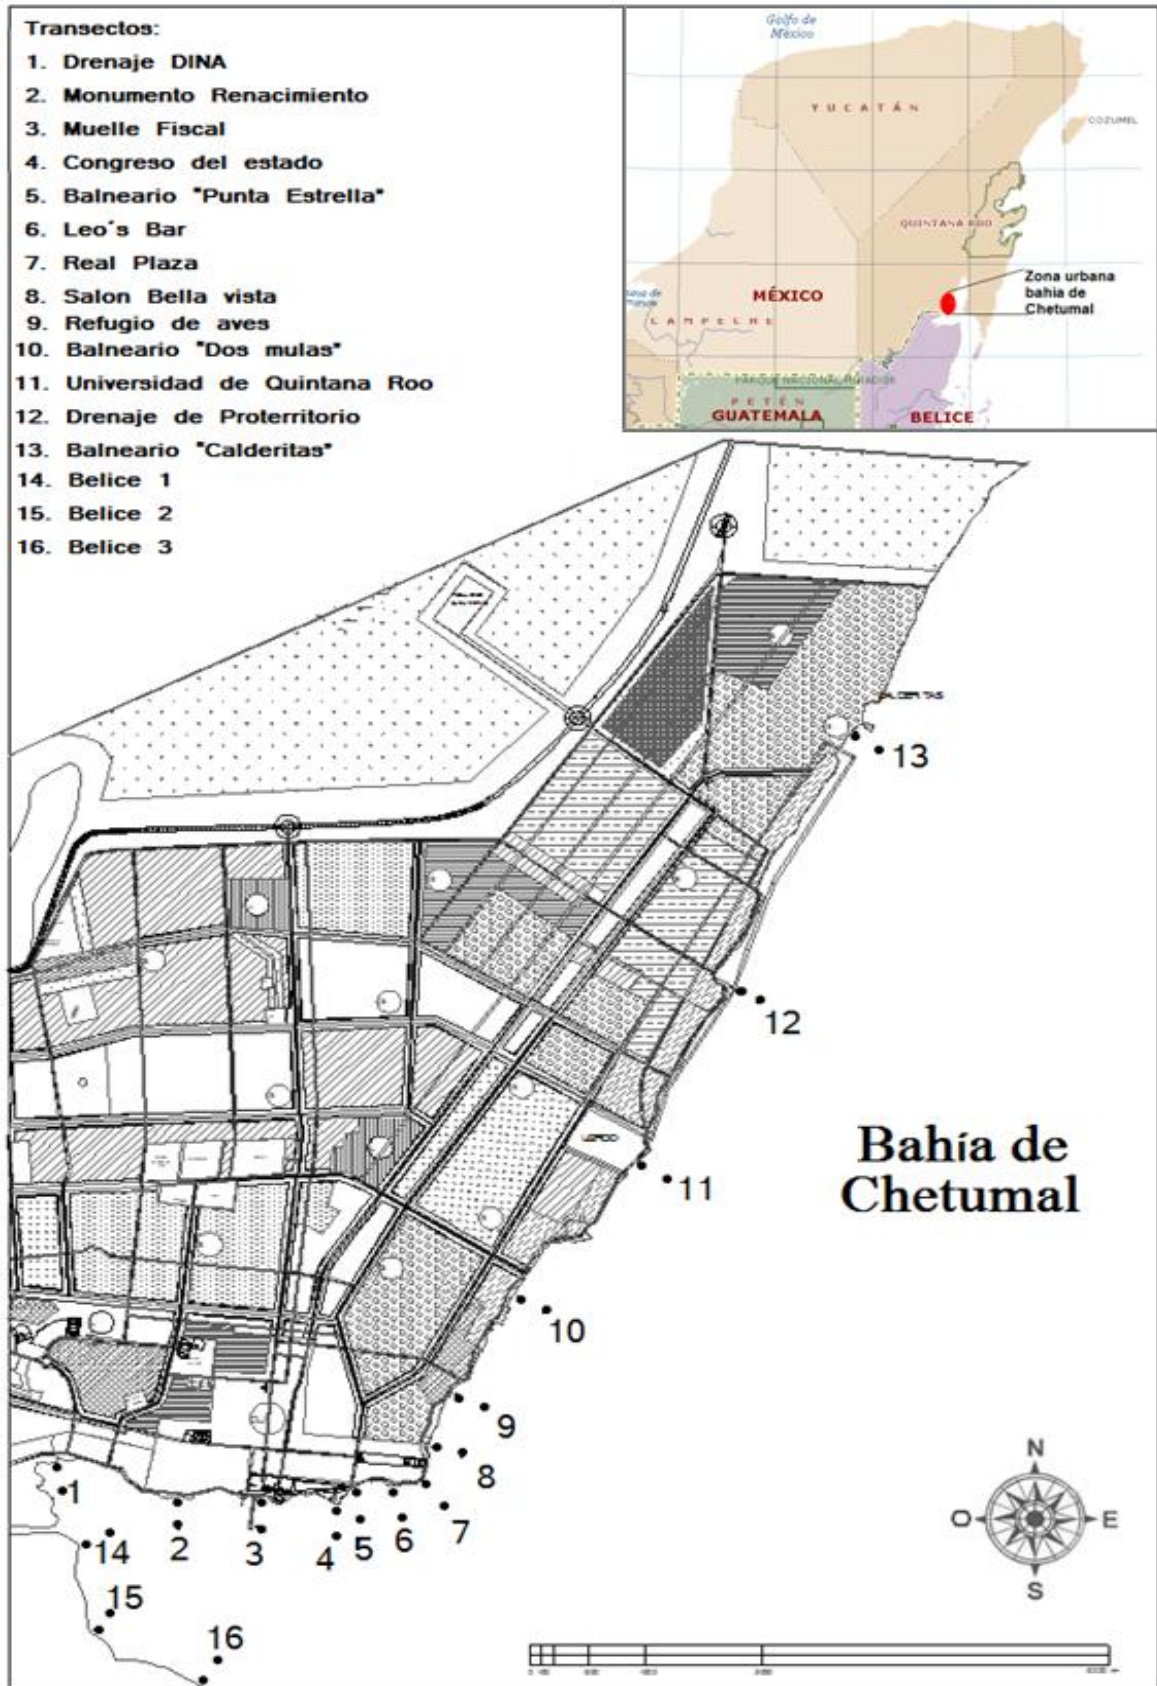 Transectos:
1. Drenaje DINA
2. Monumento Renacimiento
3. Muelle Fiscal
4. Congreso del estado
5. Balneario "Punta Estrella"
6. Leo´s Bar
7. Real Plaza
8. Salon Bella vista
9. Refugio de aves
10. Balneario "Dos mulas"
11. Universidad de Quintana Roo
12. Drenaje de Proterritorio
13. Balneario "Calderitas"
14. Belice 1
15. Belice 2
16. Belice 3
Golfo de
México
YUCATÁN
COZUMEL
QUINTANA ROO
MÉXICO
CAMPECHE
Zona urbana
bahia de
Chetumal
PETÉN
GUATEMALA
BELICE
13
12
11
10
9
8
7
6
5
4
3
2
1
14
15
16
Bahía de
Chetumal
N
O
E
S